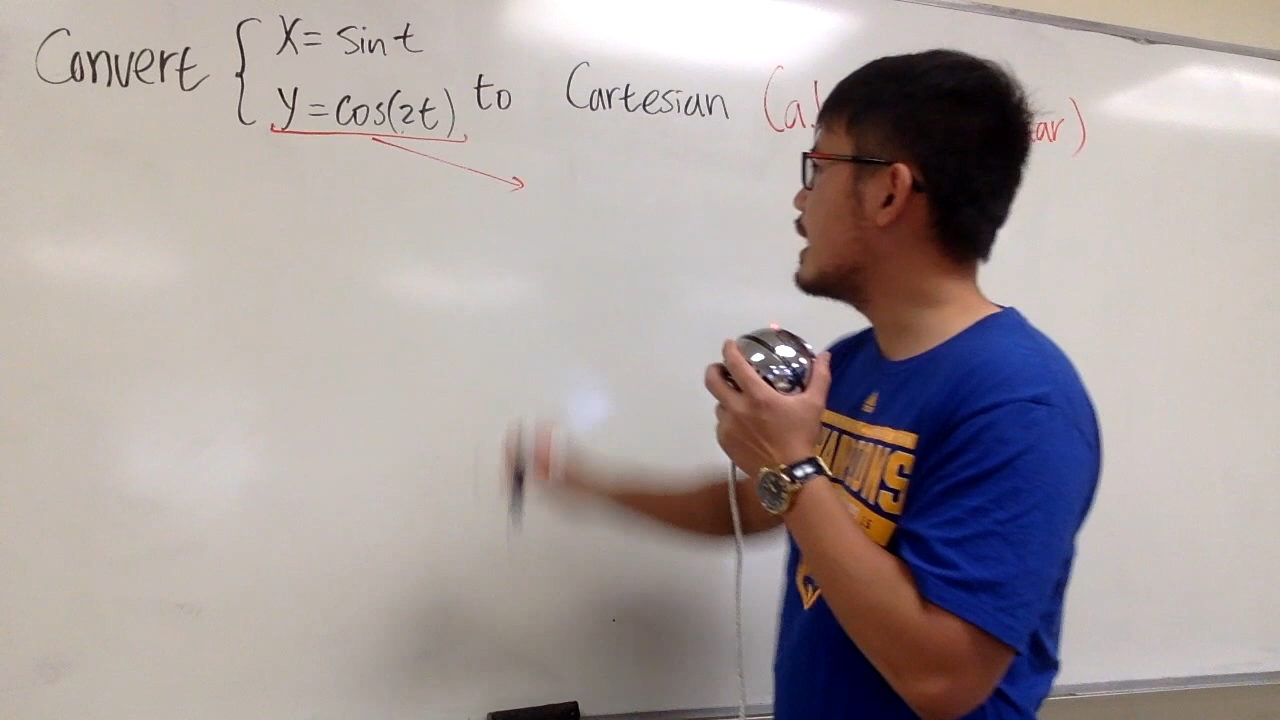 Convert { x = sin t
y = cos(2t) to Cartesian